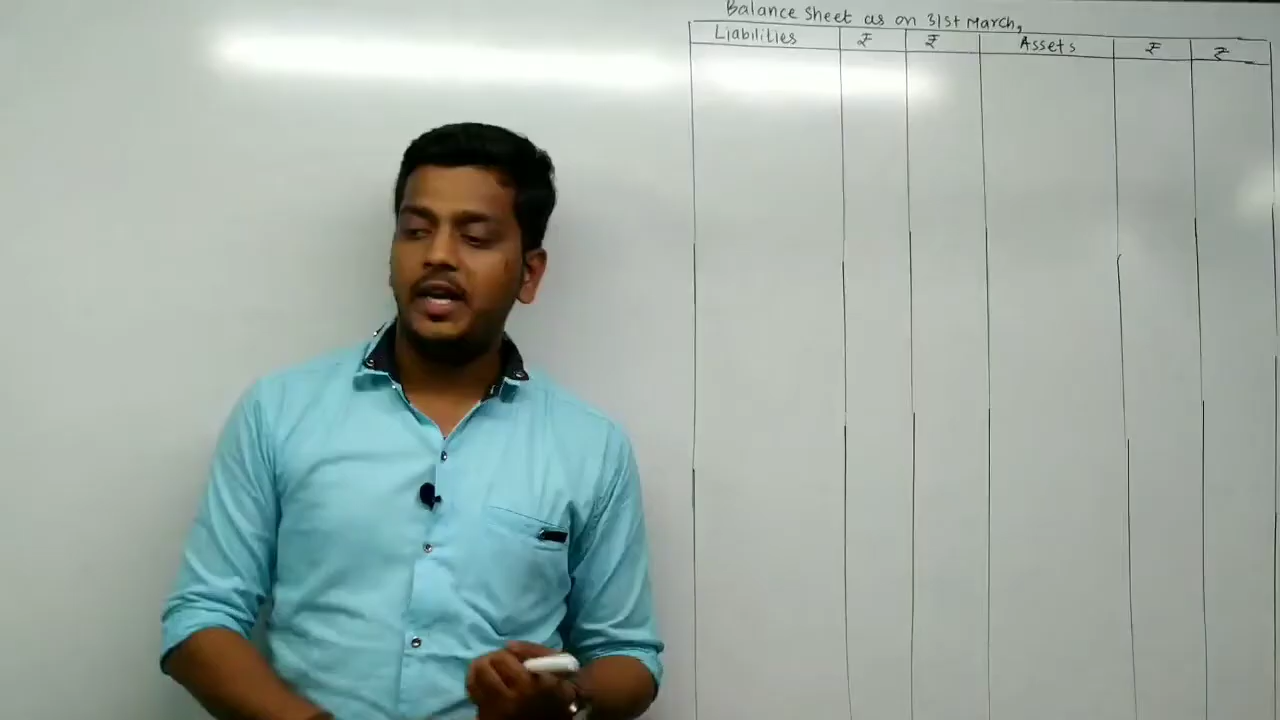 Balance Sheet as on 31st March,
Liabilities ₹ ₹ Assets ₹ ₹